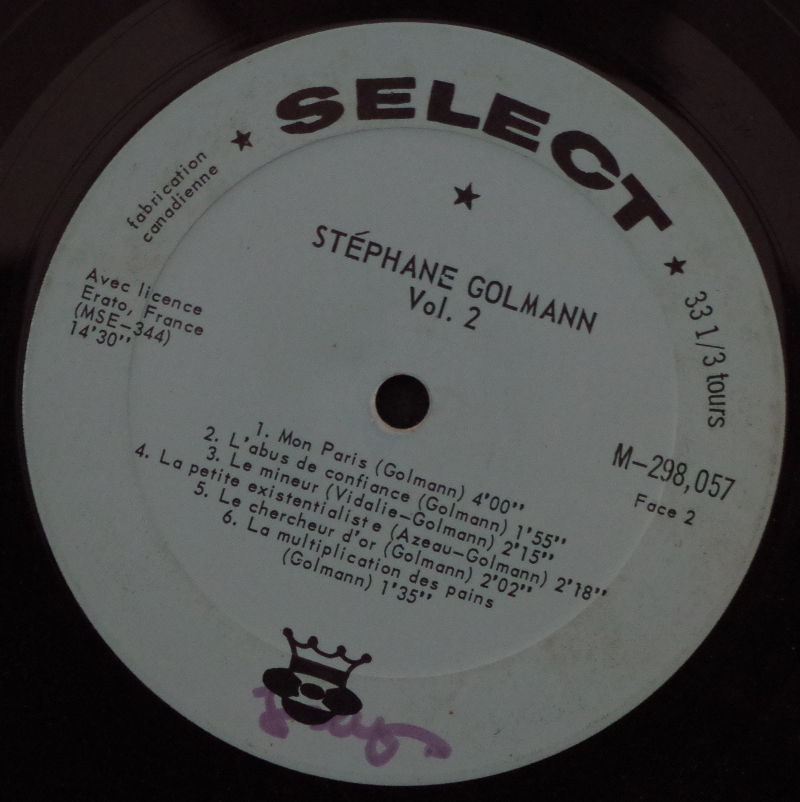 SELECT
fabrication
canadienne
STÉPHANE GOLMANN
Vol. 2
Avec licence
Erato, France
(MSE-344)
14'30''
33 1/3 tours
M-298,057
Face 2
1. Mon Paris (Golmann) 4'00''
2. L'abus de confiance (Golmann) 1'55''
3. Le mineur (Vidalie-Golmann) 2'15''
4. La petite existentialiste (Azeau-Golmann) 2'18''
5. Le chercheur d'or (Golmann) 2'02''
6. La multiplication des pains
(Golmann) 1'35''